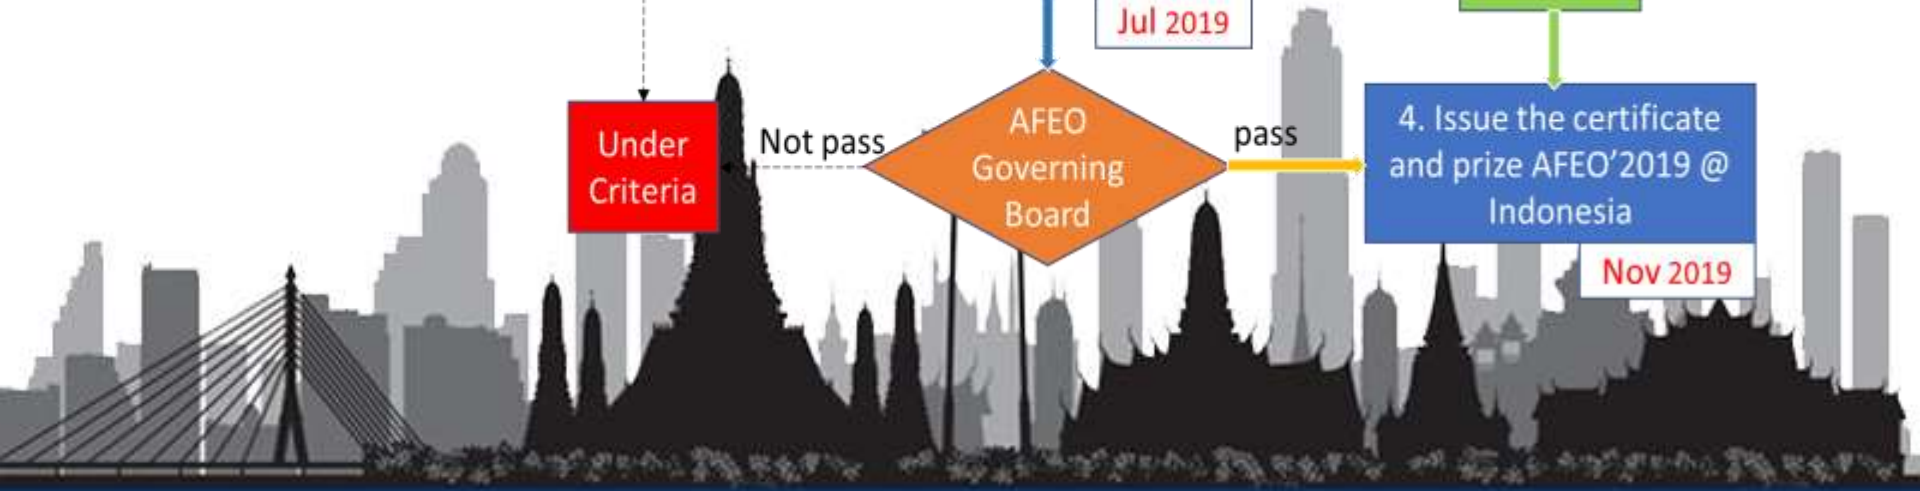 Jul 2019
Under
Criteria
Not pass
AFEO
Governing
Board
pass
4. Issue the certificate
and prize AFEO’2019 @
Indonesia
Nov 2019